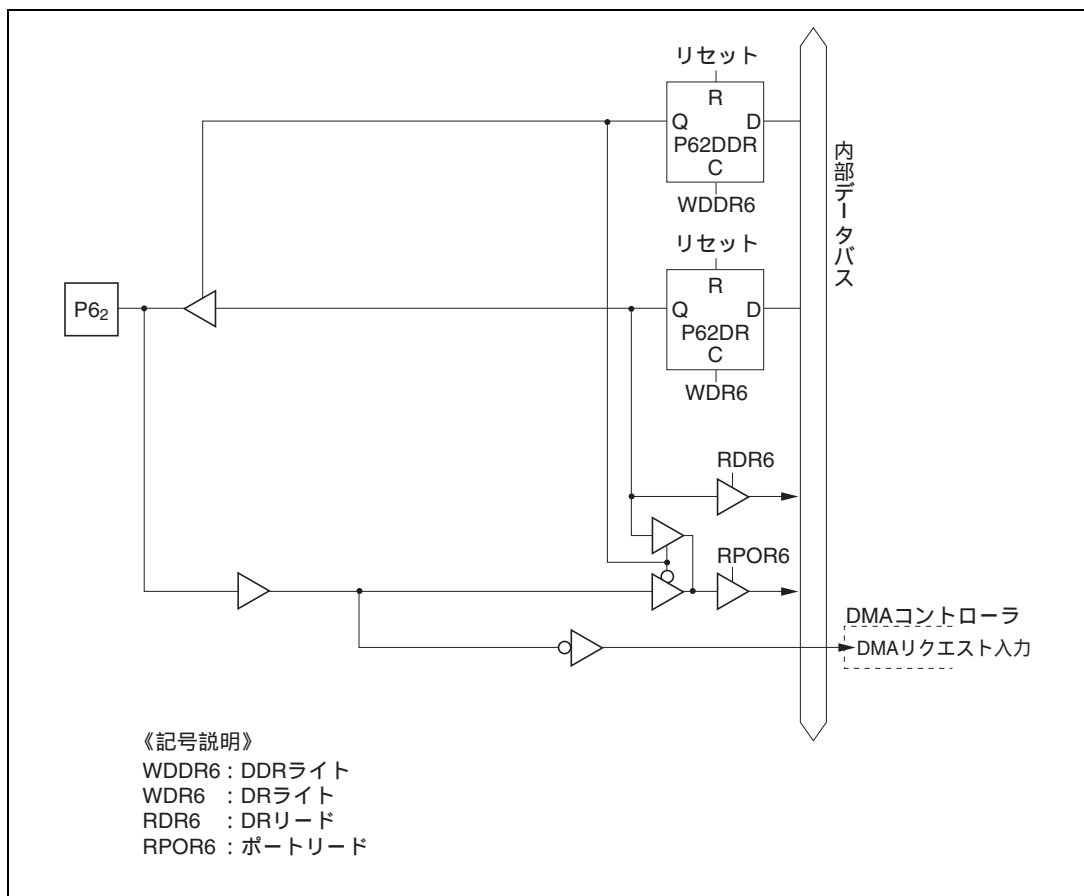 リセット
R
Q D
P62DDR
C
WDDR6
内部データバス
リセット
R
P6₂
Q D
P62DR
C
WDR6
RDR6
RPOR6
DMAコントローラ
DMAリクエスト入力
《記号説明》
WDDR6 : DDRライト
WDR6 : DRライト
RDR6 : DRリード
RPOR6 : ポートリード